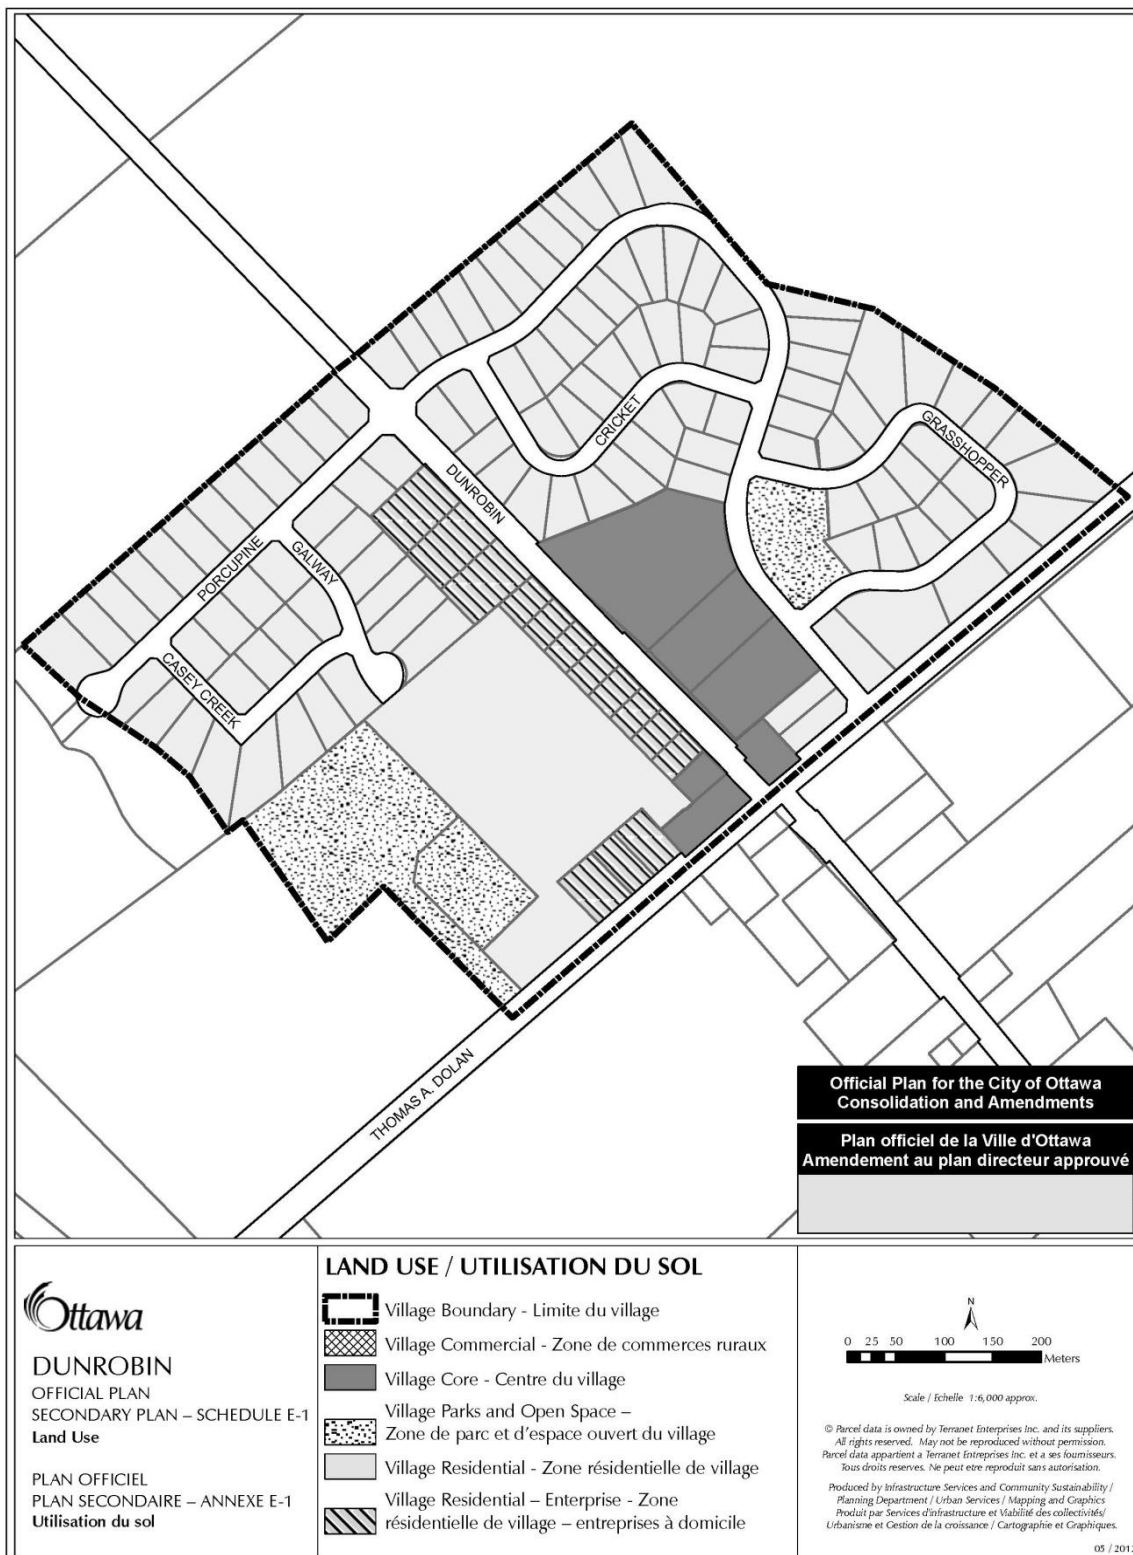 DUNROBIN
CRICKET
GRASSHOPPER
PORCUPINE
GALWAY
CASEY CREEK
THOMAS A. DOLAN
Official Plan for the City of Ottawa
Consolidation and Amendments
Plan officiel de la Ville d'Ottawa
Amendement au plan directeur approuvé
Ottawa
DUNROBIN
OFFICIAL PLAN
SECONDARY PLAN – SCHEDULE E-1
Land Use
PLAN OFFICIEL
PLAN SECONDAIRE – ANNEXE E-1
Utilisation du sol
LAND USE / UTILISATION DU SOL
Village Boundary - Limite du village
Village Commercial - Zone de commerces ruraux
Village Core - Centre du village
Village Parks and Open Space –
Zone de parc et d'espace ouvert du village
Village Residential - Zone résidentielle de village
Village Residential – Enterprise - Zone
résidentielle de village – entreprises à domicile
N
0 25 50 100 150 200
Meters
Scale / Echelle 1:6,000 approx.
© Parcel data is owned by Terranet Enterprises Inc. and its suppliers.
All rights reserved. May not be reproduced without permission.
Parcel data appartient a Terranet Entreprises Inc. et a ses fournisseurs.
Tous droits reserves. Ne peut etre reproduit sans autorisation.
Produced by Infrastructure Services and Community Sustainability /
Planning Department / Urban Services / Mapping and Graphics
Produit par Services d'infrastructure et Viabilité des collectivités/
Urbanisme et Gestion de la croissance / Cartographie et Graphiques.